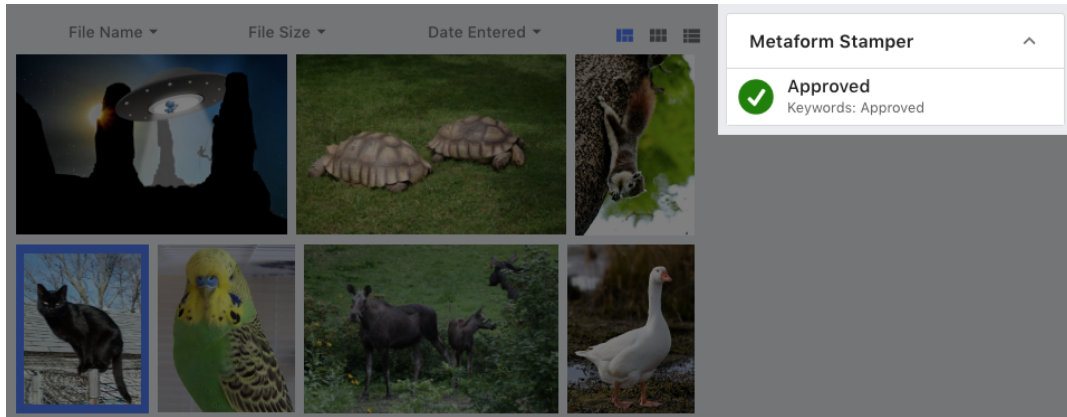 File Name
File Size
Date Entered
Metaform Stamper
Approved
Keywords: Approved